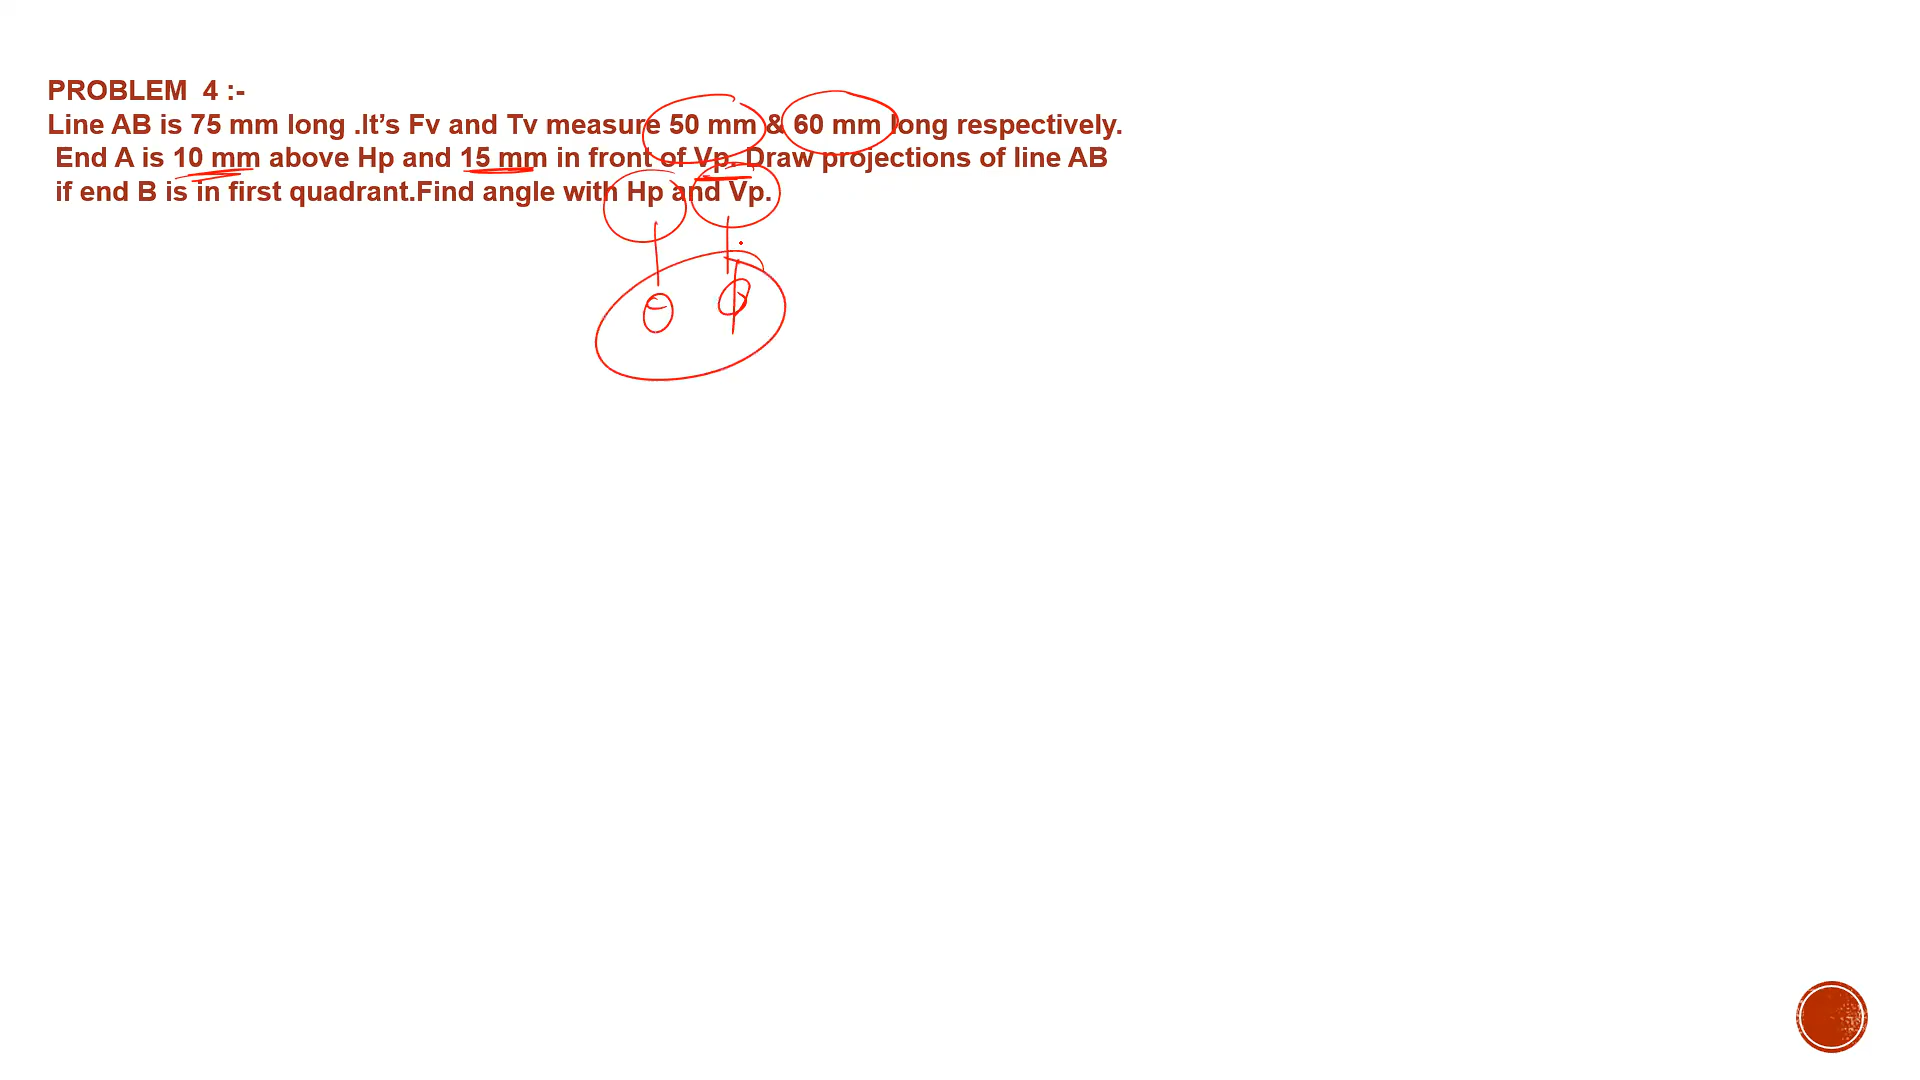 PROBLEM 4 :-
Line AB is 75 mm long .It’s Fv and Tv measure 50 mm & 60 mm long respectively.
End A is 10 mm above Hp and 15 mm in front of Vp. Draw projections of line AB
if end B is in first quadrant.Find angle with Hp and Vp.
θ ϕ